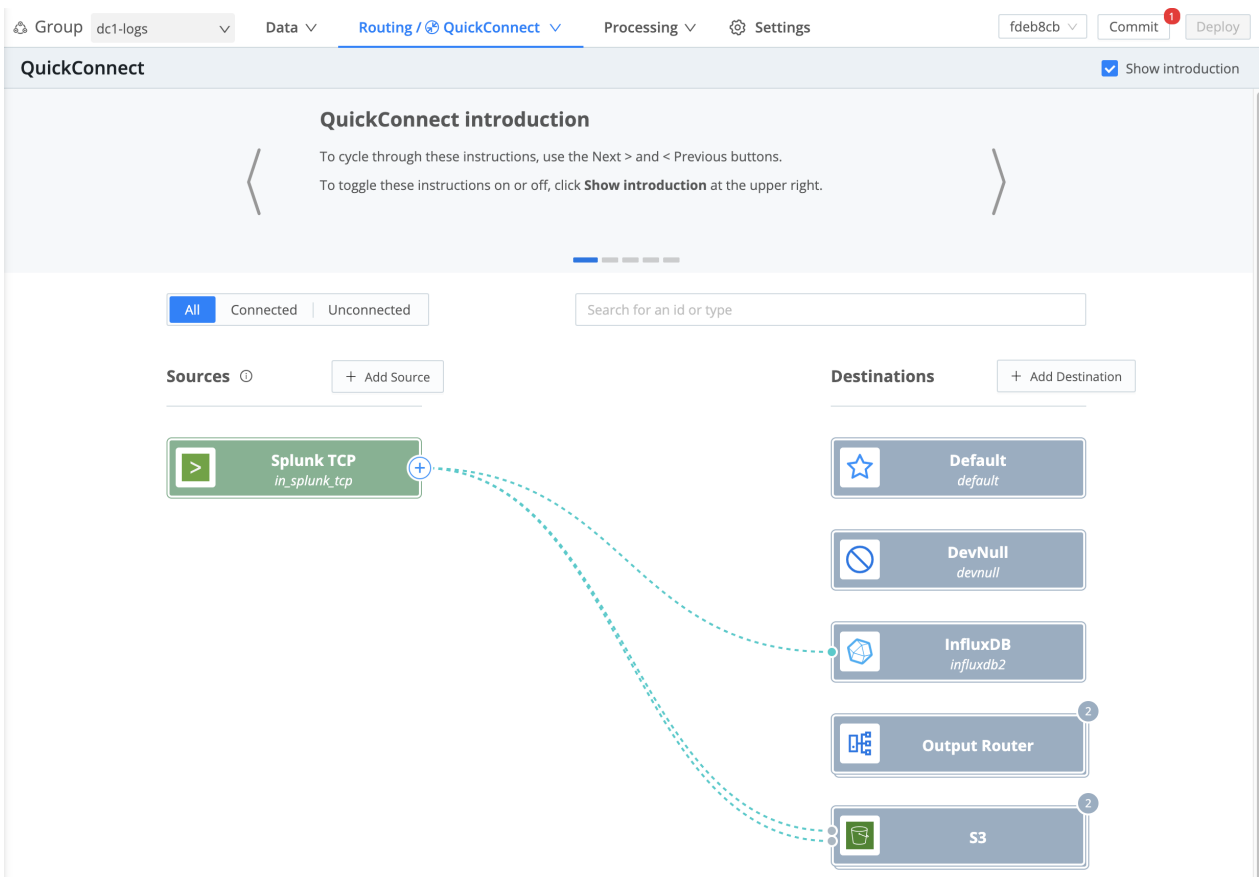 Group dc1-logs Data Routing / QuickConnect Processing Settings fdeb8cb Commit 1 Deploy
QuickConnect Show introduction
QuickConnect introduction
To cycle through these instructions, use the Next > and < Previous buttons.
To toggle these instructions on or off, click Show introduction at the upper right.
All Connected Unconnected Search for an id or type
Sources + Add Source Destinations + Add Destination
Splunk TCP
in_splunk_tcp
Default
default
DevNull
devnull
InfluxDB
influxdb2
2
Output Router
2
S3